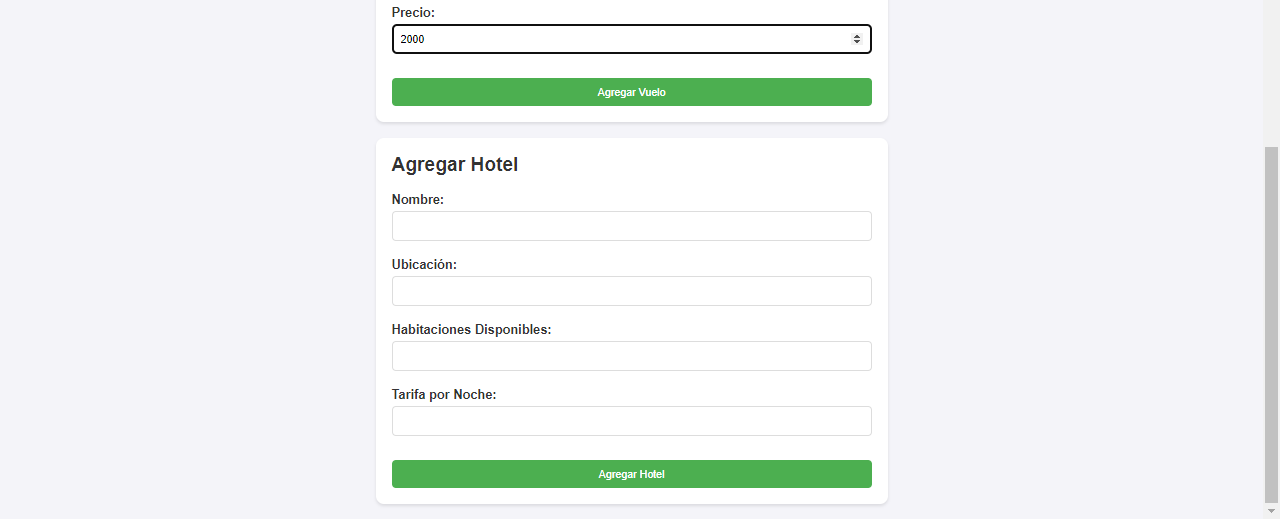 Precio:
2000
Agregar Vuelo
Agregar Hotel
Nombre:
Ubicación:
Habitaciones Disponibles:
Tarifa por Noche:
Agregar Hotel